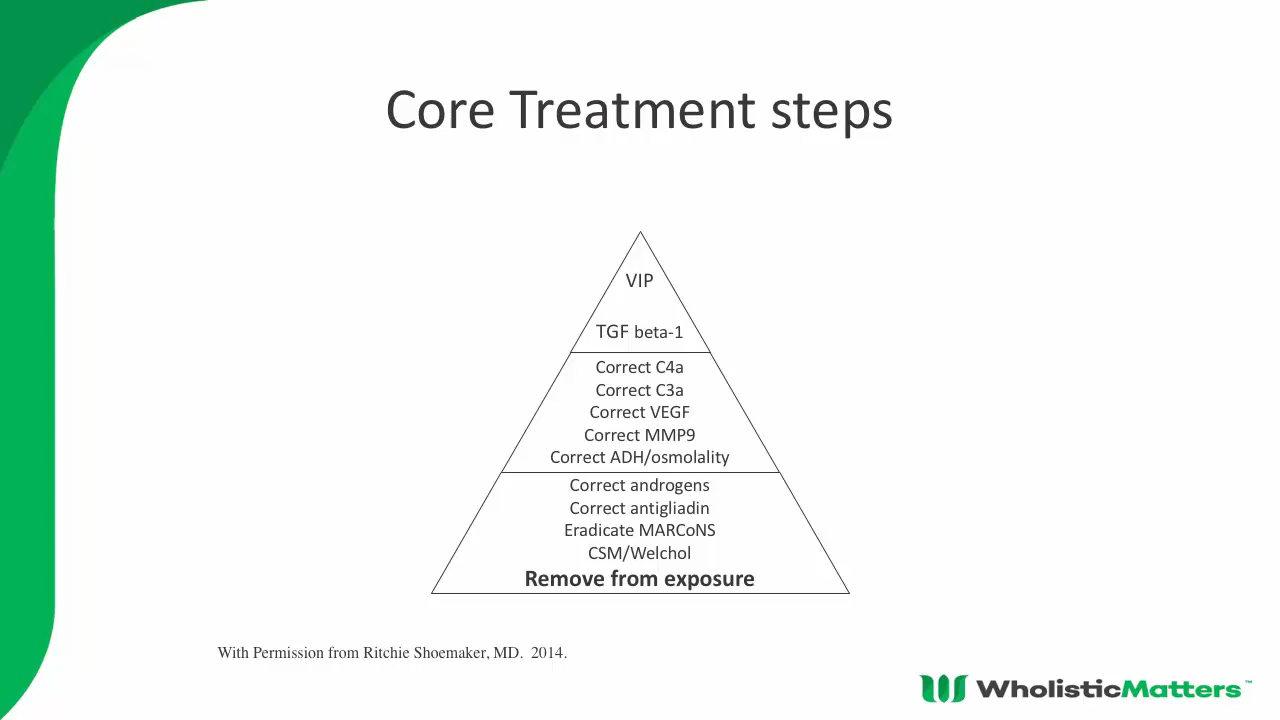 Core Treatment steps
VIP
TGF beta-1
Correct C4a
Correct C3a
Correct VEGF
Correct MMP9
Correct ADH/osmolality
Correct androgens
Correct antigliadin
Eradicate MARCoNS
CSM/Welchol
Remove from exposure
With Permission from Ritchie Shoemaker, MD.  2014.
WholisticMatters™